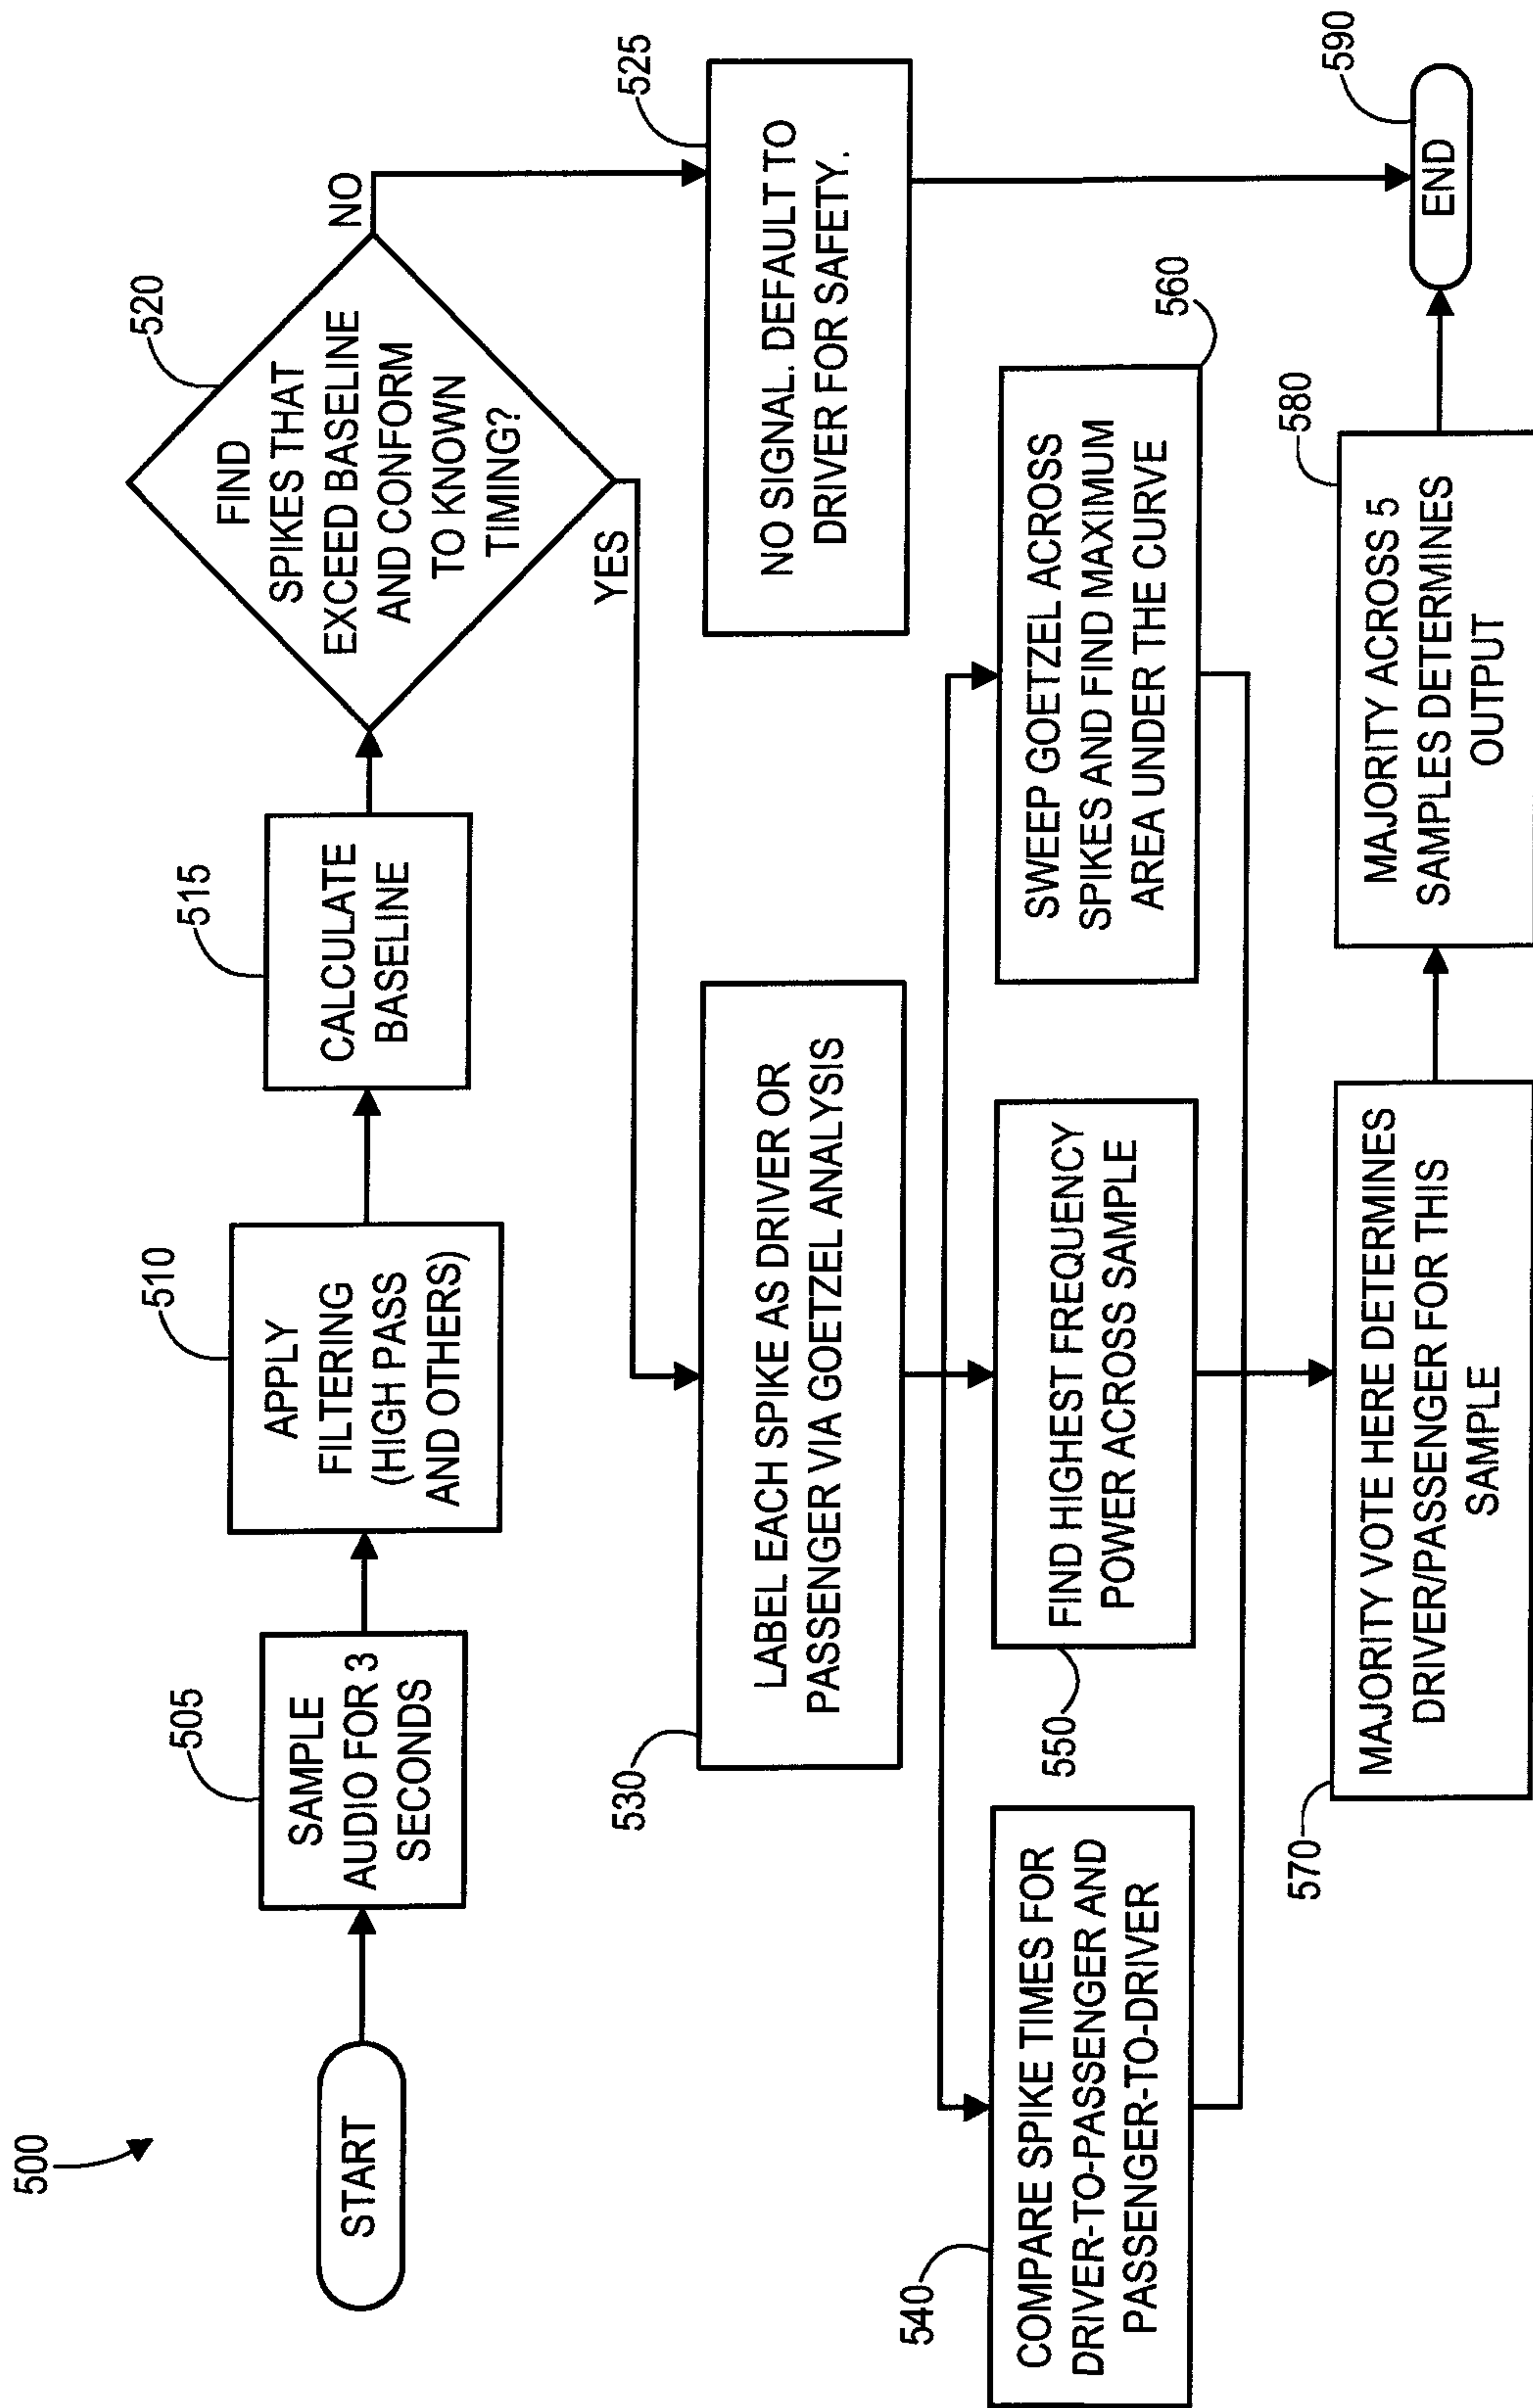 500
START
505
SAMPLE
AUDIO FOR 3
SECONDS
510
APPLY
FILTERING
(HIGH PASS
AND OTHERS)
515
CALCULATE
BASELINE
520
FIND
SPIKES THAT
EXCEED BASELINE
AND CONFORM
TO KNOWN
TIMING?
NO
YES
525
NO SIGNAL. DEFAULT TO
DRIVER FOR SAFETY.
530
LABEL EACH SPIKE AS DRIVER OR
PASSENGER VIA GOETZEL ANALYSIS
540
COMPARE SPIKE TIMES FOR
DRIVER-TO-PASSENGER AND
PASSENGER-TO-DRIVER
550
FIND HIGHEST FREQUENCY
POWER ACROSS SAMPLE
560
SWEEP GOETZEL ACROSS
SPIKES AND FIND MAXIMUM
AREA UNDER THE CURVE
570
MAJORITY VOTE HERE DETERMINES
DRIVER/PASSENGER FOR THIS
SAMPLE
580
MAJORITY ACROSS 5
SAMPLES DETERMINES
OUTPUT
590
END